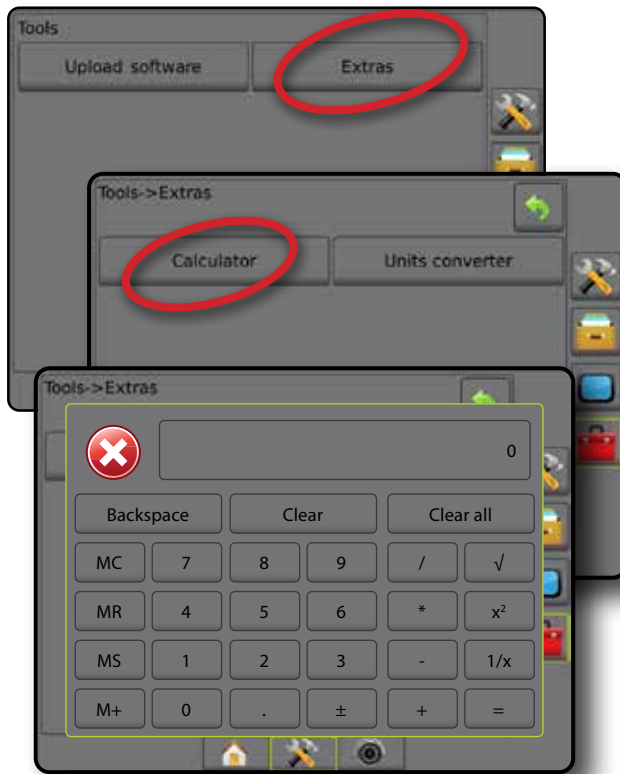 Tools
Upload software Extras
Tools->Extras
Calculator Units converter
Tools->Extras
0
Backspace Clear Clear all
MC 7 8 9 / √
MR 4 5 6 * x²
MS 1 2 3 - 1/x
M+ 0 . ± + =